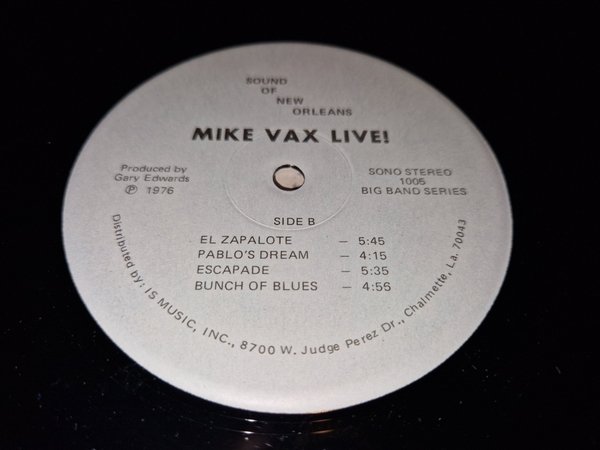 SOUND
OF
NEW
ORLEANS
MIKE VAX LIVE!
Produced by
Gary Edwards
℗ 1976
SONO STEREO
1005
BIG BAND SERIES
SIDE B
EL ZAPALOTE – 5:45
PABLO'S DREAM – 4:15
ESCAPADE – 5:35
BUNCH OF BLUES – 4:55
Distributed by: IS MUSIC, INC., 8700 W. Judge Perez Dr., Chalmette, La. 70043